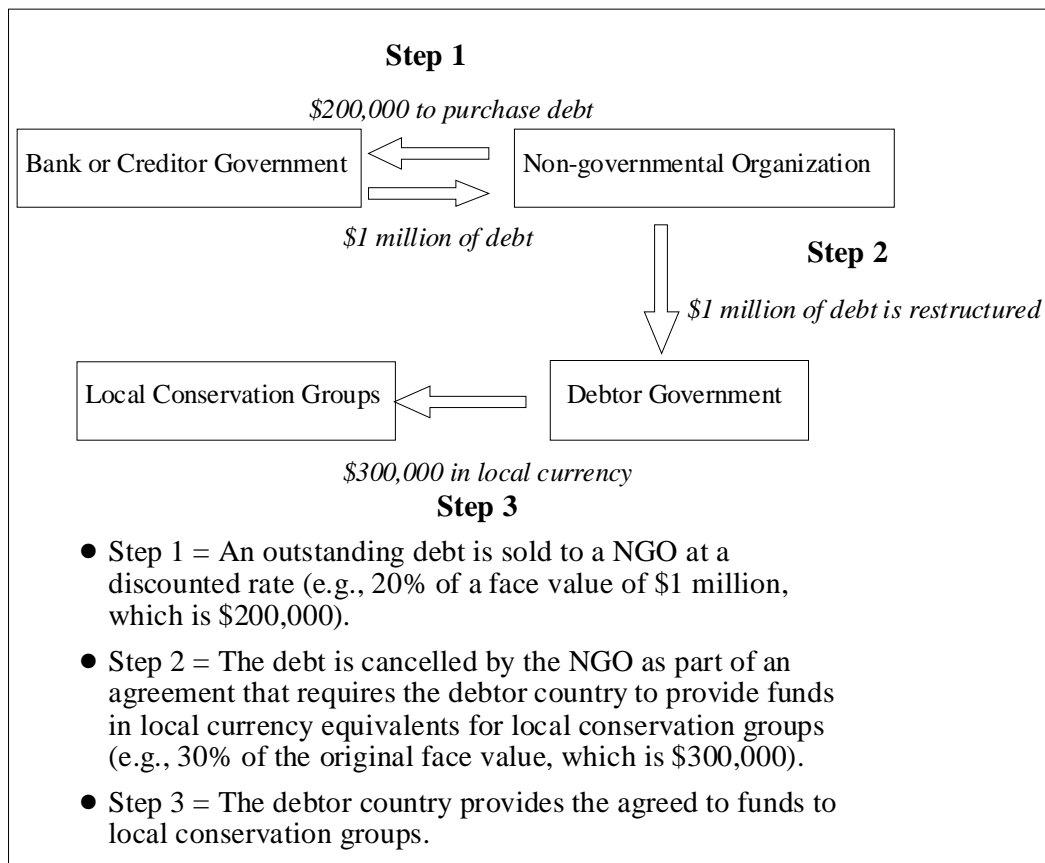 Step 1
$200,000 to purchase debt
Bank or Creditor Government
Non-governmental Organization
$1 million of debt
Step 2
$1 million of debt is restructured
Local Conservation Groups
Debtor Government
$300,000 in local currency
Step 3
● Step 1 = An outstanding debt is sold to a NGO at a
discounted rate (e.g., 20% of a face value of $1 million,
which is $200,000).
● Step 2 = The debt is cancelled by the NGO as part of an
agreement that requires the debtor country to provide funds
in local currency equivalents for local conservation groups
(e.g., 30% of the original face value, which is $300,000).
● Step 3 = The debtor country provides the agreed to funds to
local conservation groups.